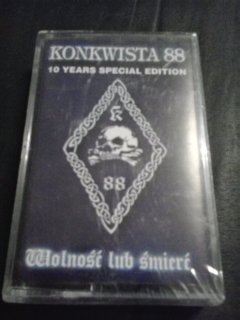 KONKWISTA 88
10 YEARS SPECIAL EDITION
K
88
Wolność lub śmierć